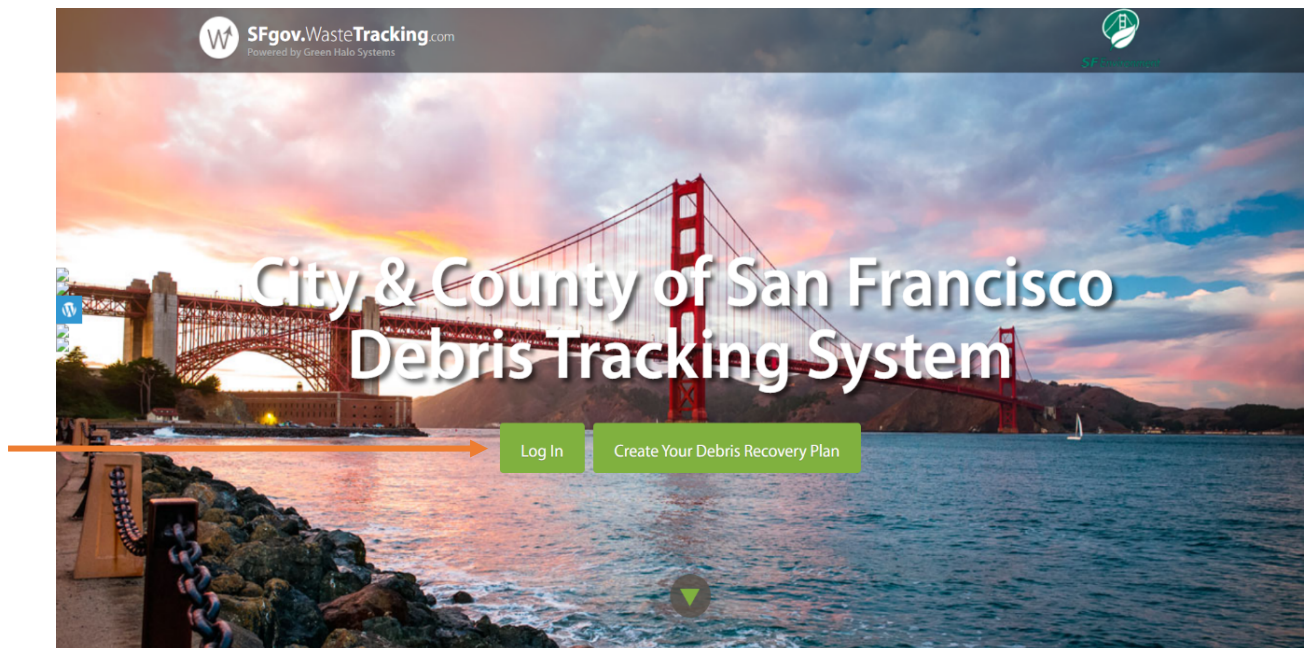 SFgov.WasteTracking.com
Powered by Green Halo Systems
SF Environment
City & County of San Francisco
Debris Tracking System
Log In
Create Your Debris Recovery Plan